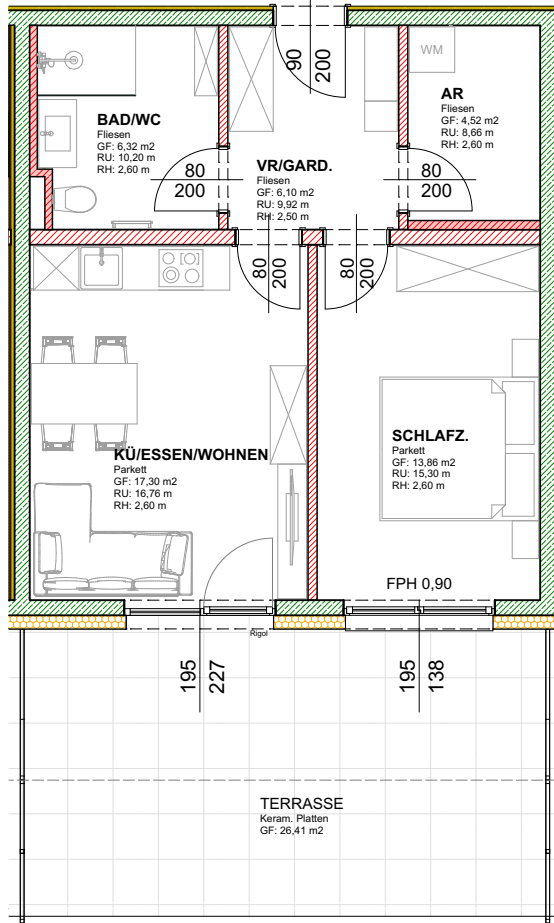 90
200
WM
BAD/WC
Fliesen
GF: 6,32 m2
RU: 10,20 m
RH: 2,60 m
AR
Fliesen
GF: 4,52 m2
RU: 8,66 m
RH: 2,60 m
80
200
VR/GARD.
Fliesen
GF: 6,10 m2
RU: 9,92 m
RH: 2,50 m
80
200
80
200
80
200
KÜ/ESSEN/WOHNEN
Parkett
GF: 17,30 m2
RU: 16,76 m
RH: 2,60 m
SCHLAFZ.
Parkett
GF: 13,86 m2
RU: 15,30 m
RH: 2,60 m
FPH 0,90
Rigol
195
227
195
138
TERRASSE
Keram. Platten
GF: 26,41 m2